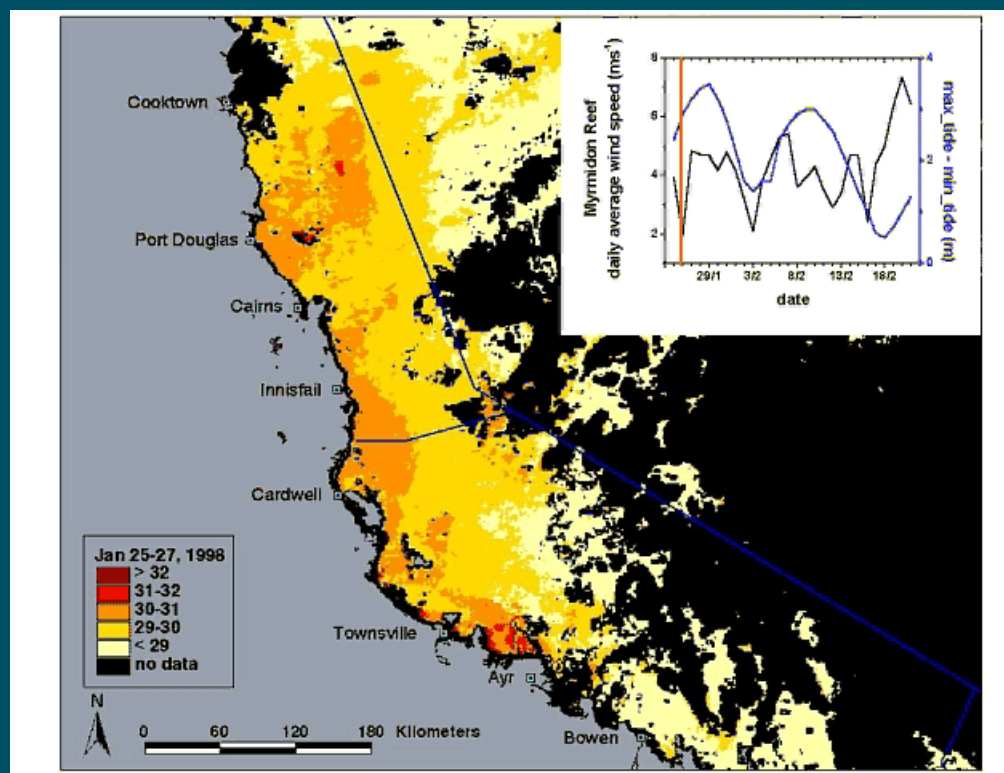 Cooktown
Port Douglas
Cairns
Innisfail
Cardwell
Townsville
Ayr
Bowen
Jan 25-27, 1998
> 32
31-32
30-31
29-30
< 29
no data
N
0 60 120 180 Kilometers
Myrmidon Reef
daily average wind speed (ms⁻¹)
8
6
4
2
29/1 3/2 8/2 13/2 18/2
date
4
2
0
max_tide - min_tide (m)